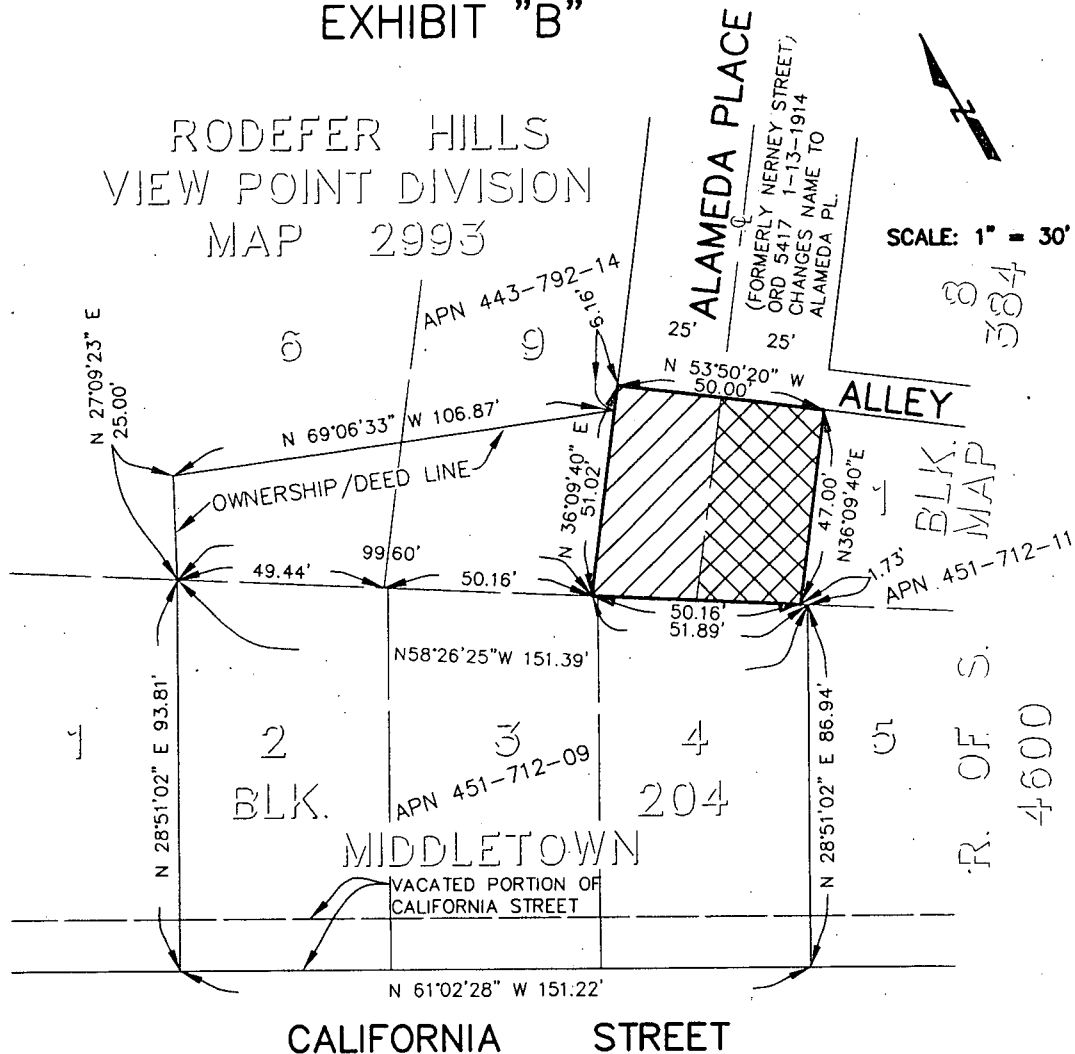 EXHIBIT "B"
RODEFER HILLS
VIEW POINT DIVISION
MAP 2993
ALAMEDA PLACE
℄
(FORMERLY NERNEY STREET;
ORD 5417 1-13-1914
CHANGES NAME TO
ALAMEDA PL.
SCALE: 1" = 30'
8
384
APN 443-792-14
6.16'
6
9
25'
25'
N 27°09'23" E
25.00'
N 53°50'20" W
50.00'
ALLEY
N 69°06'33" W 106.87'
OWNERSHIP/DEED LINE
N 36°09'40" E
51.02'
47.00'
N36°09'40"E
1
BLK.
MAP
99.60'
49.44'
50.16'
1.73'
APN 451-712-11
50.16'
51.89'
N58°26'25"W 151.39'
N 28°51'02" E 93.81'
N 28°51'02" E 86.94'
1
2
3
4
5
R. OF S.
4600
BLK.
APN 451-712-09
204
MIDDLETOWN
VACATED PORTION OF
CALIFORNIA STREET
N 61°02'28" W 151.22'
CALIFORNIA STREET